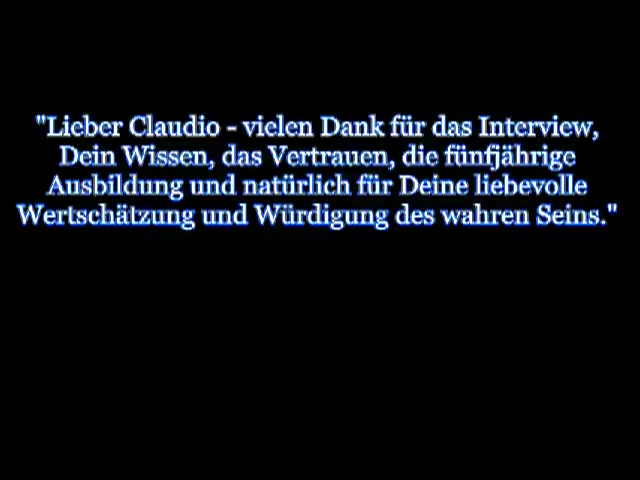 "Lieber Claudio - vielen Dank für das Interview,
Dein Wissen, das Vertrauen, die fünfjährige
Ausbildung und natürlich für Deine liebevolle
Wertschätzung und Würdigung des wahren Seins."